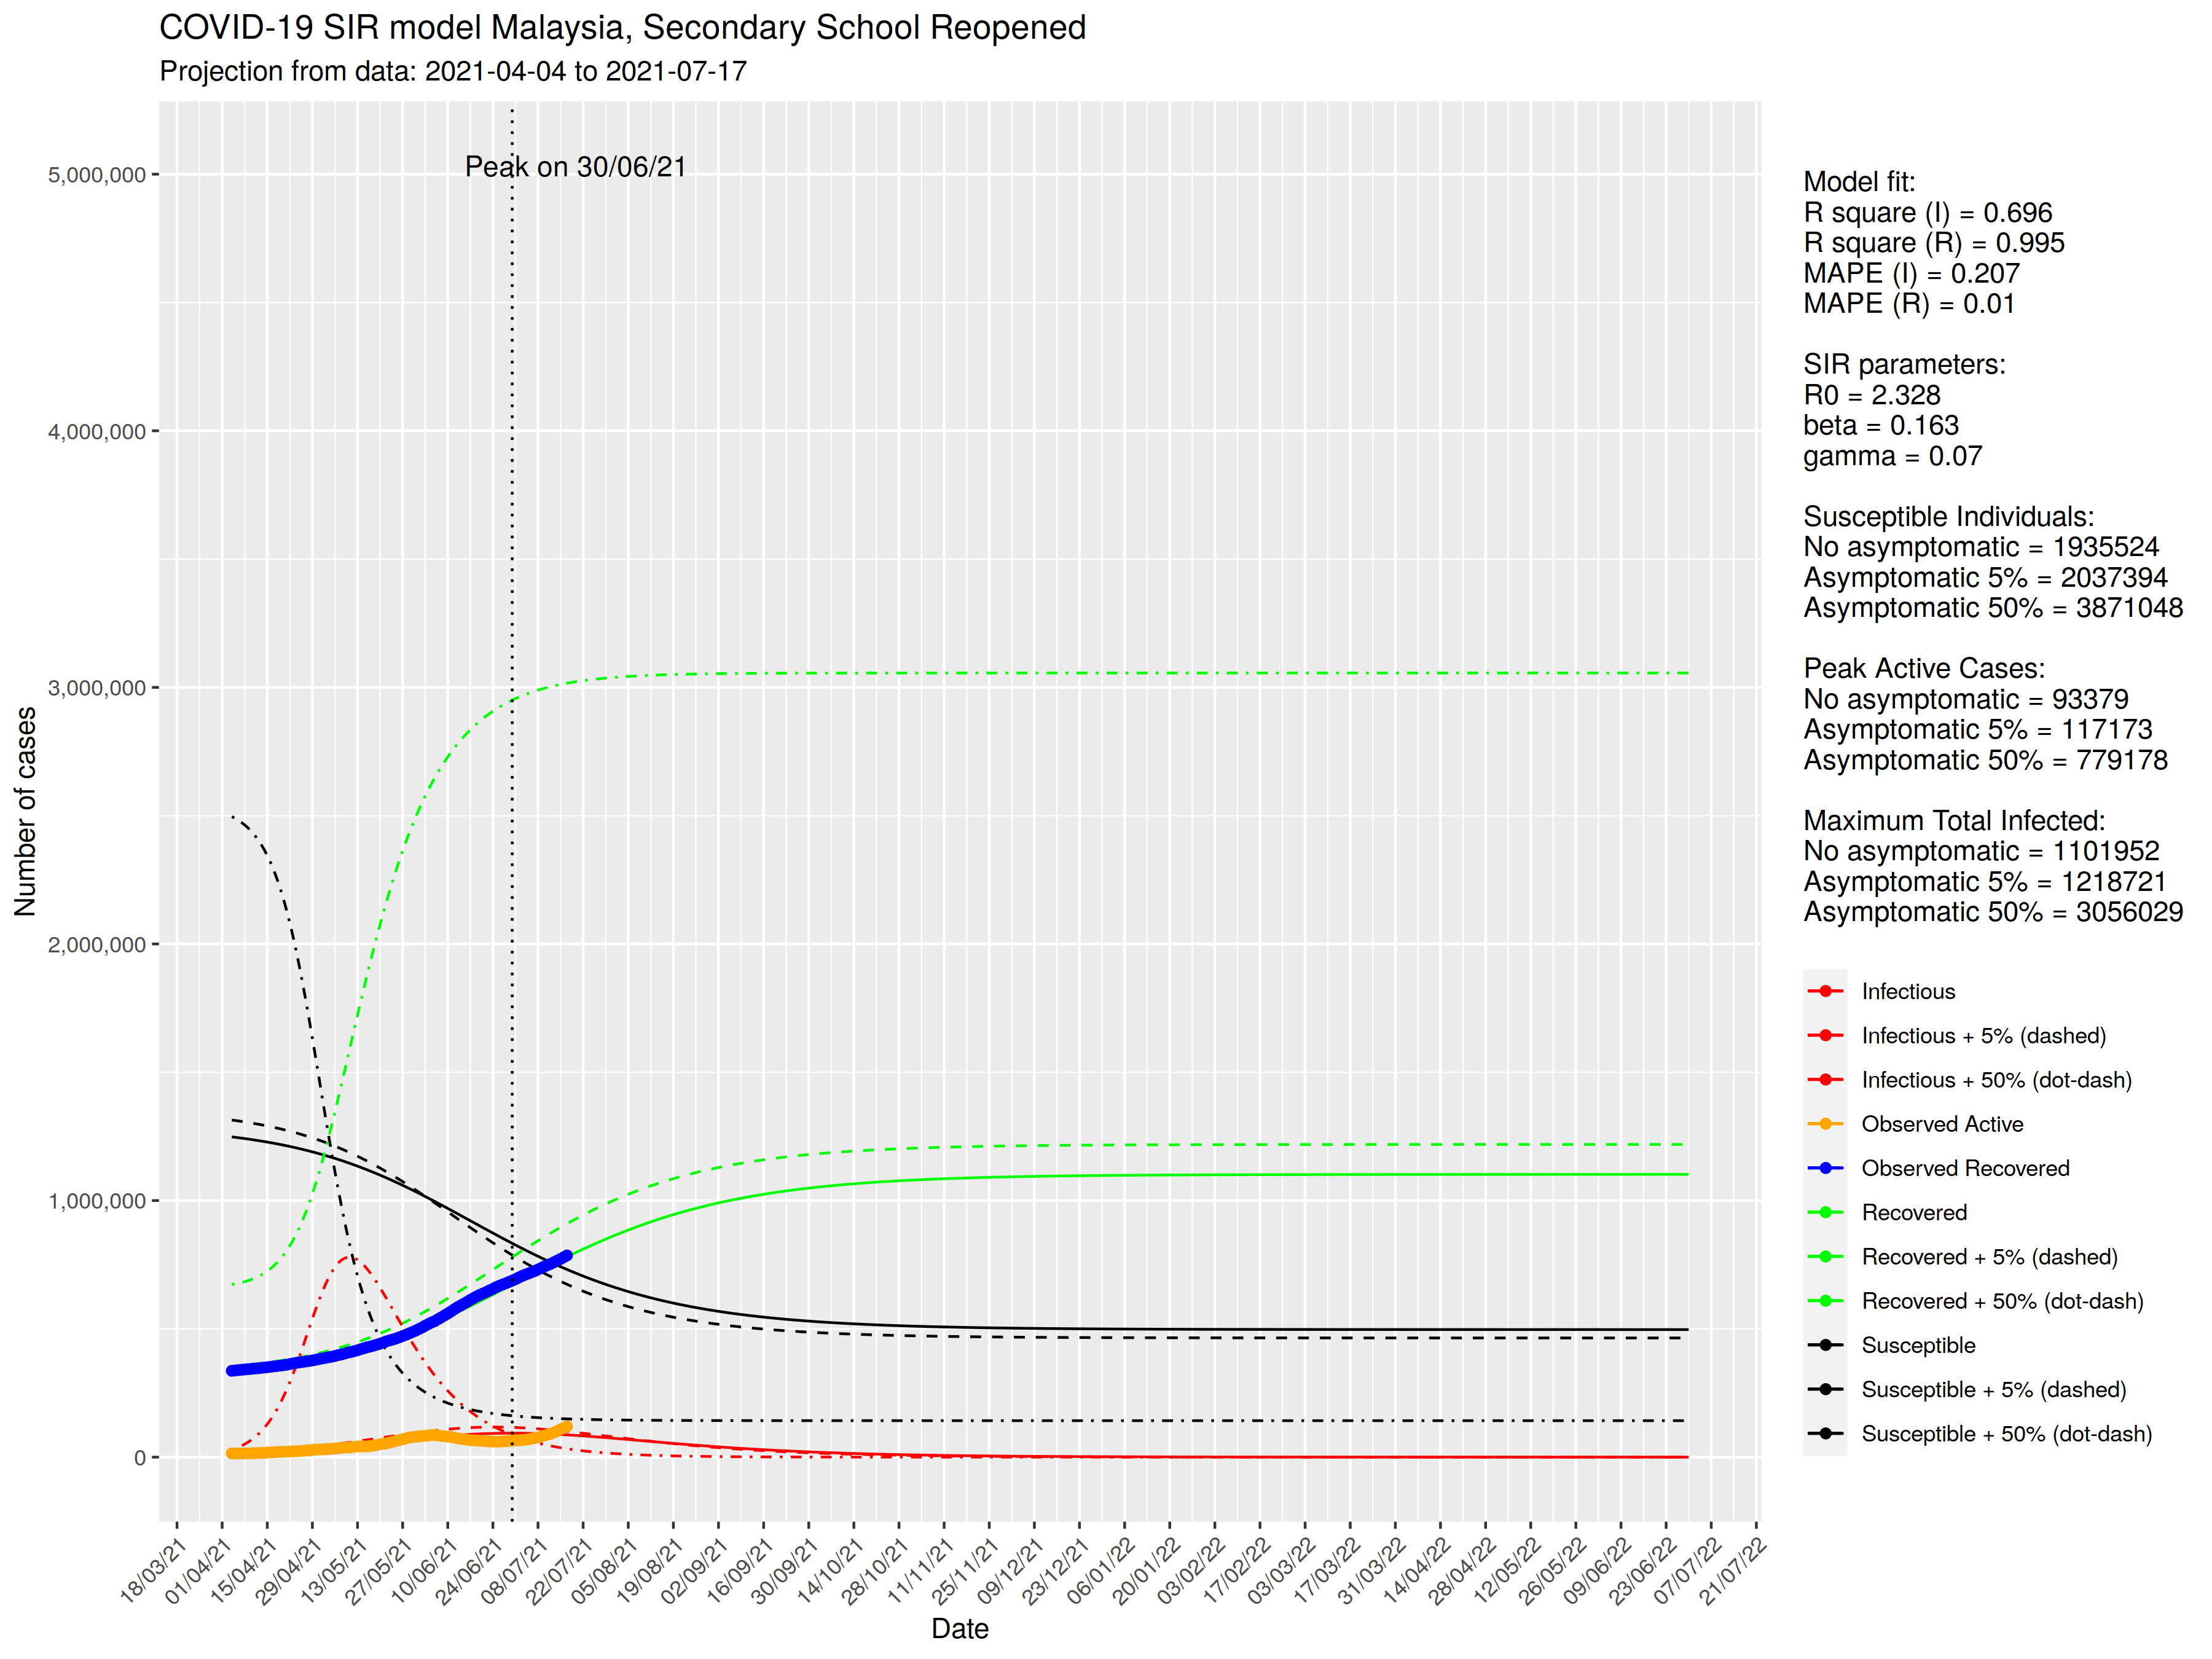 COVID-19 SIR model Malaysia, Secondary School Reopened
Projection from data: 2021-04-04 to 2021-07-17
Peak on 30/06/21
5,000,000
4,000,000
3,000,000
2,000,000
1,000,000
0
Number of cases
18/03/21
01/04/21
15/04/21
29/04/21
13/05/21
27/05/21
10/06/21
24/06/21
08/07/21
22/07/21
05/08/21
19/08/21
02/09/21
16/09/21
30/09/21
14/10/21
28/10/21
11/11/21
25/11/21
09/12/21
23/12/21
06/01/22
20/01/22
03/02/22
17/02/22
03/03/22
17/03/22
31/03/22
14/04/22
28/04/22
12/05/22
26/05/22
09/06/22
23/06/22
07/07/22
21/07/22
Date
Model fit:
R square (I) = 0.696
R square (R) = 0.995
MAPE (I) = 0.207
MAPE (R) = 0.01
SIR parameters:
R0 = 2.328
beta = 0.163
gamma = 0.07
Susceptible Individuals:
No asymptomatic = 1935524
Asymptomatic 5% = 2037394
Asymptomatic 50% = 3871048
Peak Active Cases:
No asymptomatic = 93379
Asymptomatic 5% = 117173
Asymptomatic 50% = 779178
Maximum Total Infected:
No asymptomatic = 1101952
Asymptomatic 5% = 1218721
Asymptomatic 50% = 3056029
Infectious
Infectious + 5% (dashed)
Infectious + 50% (dot-dash)
Observed Active
Observed Recovered
Recovered
Recovered + 5% (dashed)
Recovered + 50% (dot-dash)
Susceptible
Susceptible + 5% (dashed)
Susceptible + 50% (dot-dash)